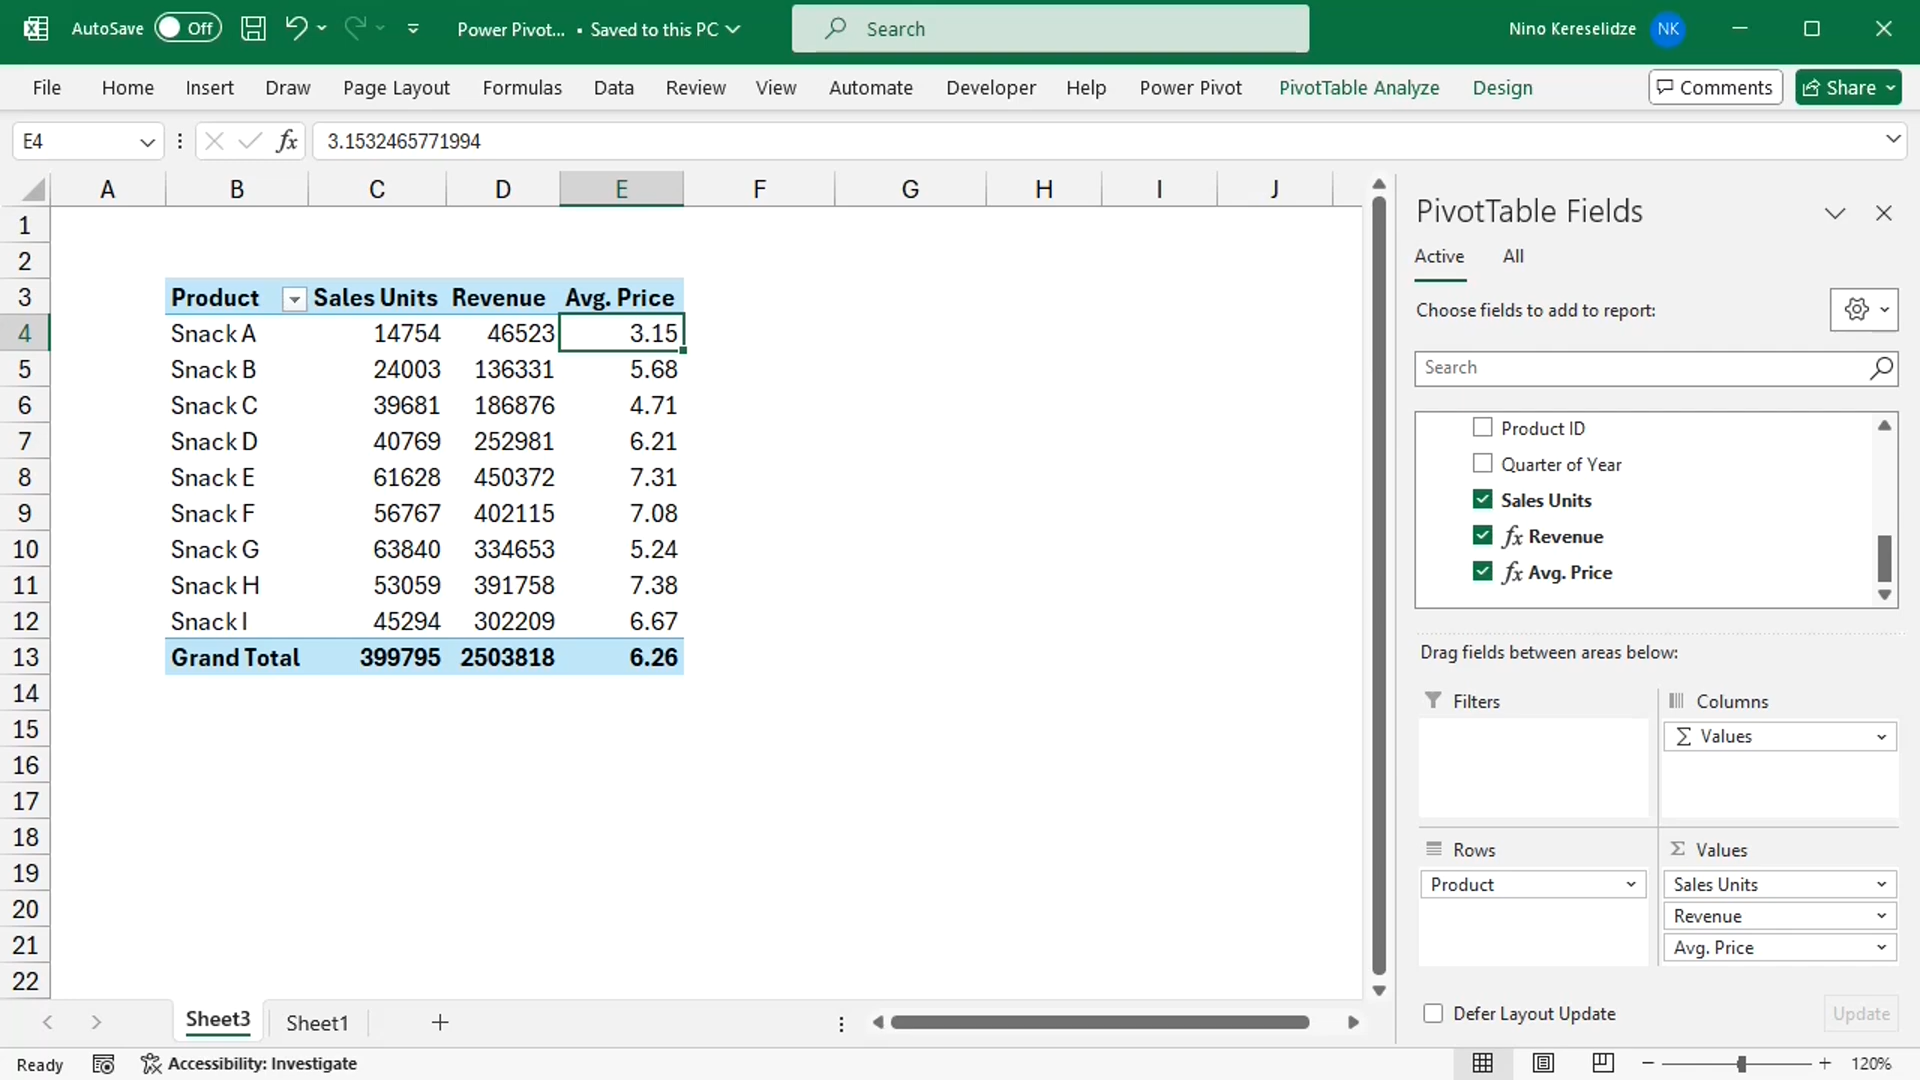 AutoSave Off Power Pivot... • Saved to this PC Search Nino Kereselidze NK
File Home Insert Draw Page Layout Formulas Data Review View Automate Developer Help Power Pivot PivotTable Analyze Design Comments Share
E4 fx 3.1532465771994
A B C D E F G H I J
1
2
3 Product Sales Units Revenue Avg. Price
4 Snack A 14754 46523 3.15
5 Snack B 24003 136331 5.68
6 Snack C 39681 186876 4.71
7 Snack D 40769 252981 6.21
8 Snack E 61628 450372 7.31
9 Snack F 56767 402115 7.08
10 Snack G 63840 334653 5.24
11 Snack H 53059 391758 7.38
12 Snack I 45294 302209 6.67
13 Grand Total 399795 2503818 6.26
14
15
16
17
18
19
20
21
22
PivotTable Fields
Active All
Choose fields to add to report:
Search
Product ID
Quarter of Year
Sales Units
fx Revenue
fx Avg. Price
Drag fields between areas below:
Filters
Columns
Σ Values
Rows
Product
Σ Values
Sales Units
Revenue
Avg. Price
Defer Layout Update Update
Sheet3 Sheet1
Ready Accessibility: Investigate 120%